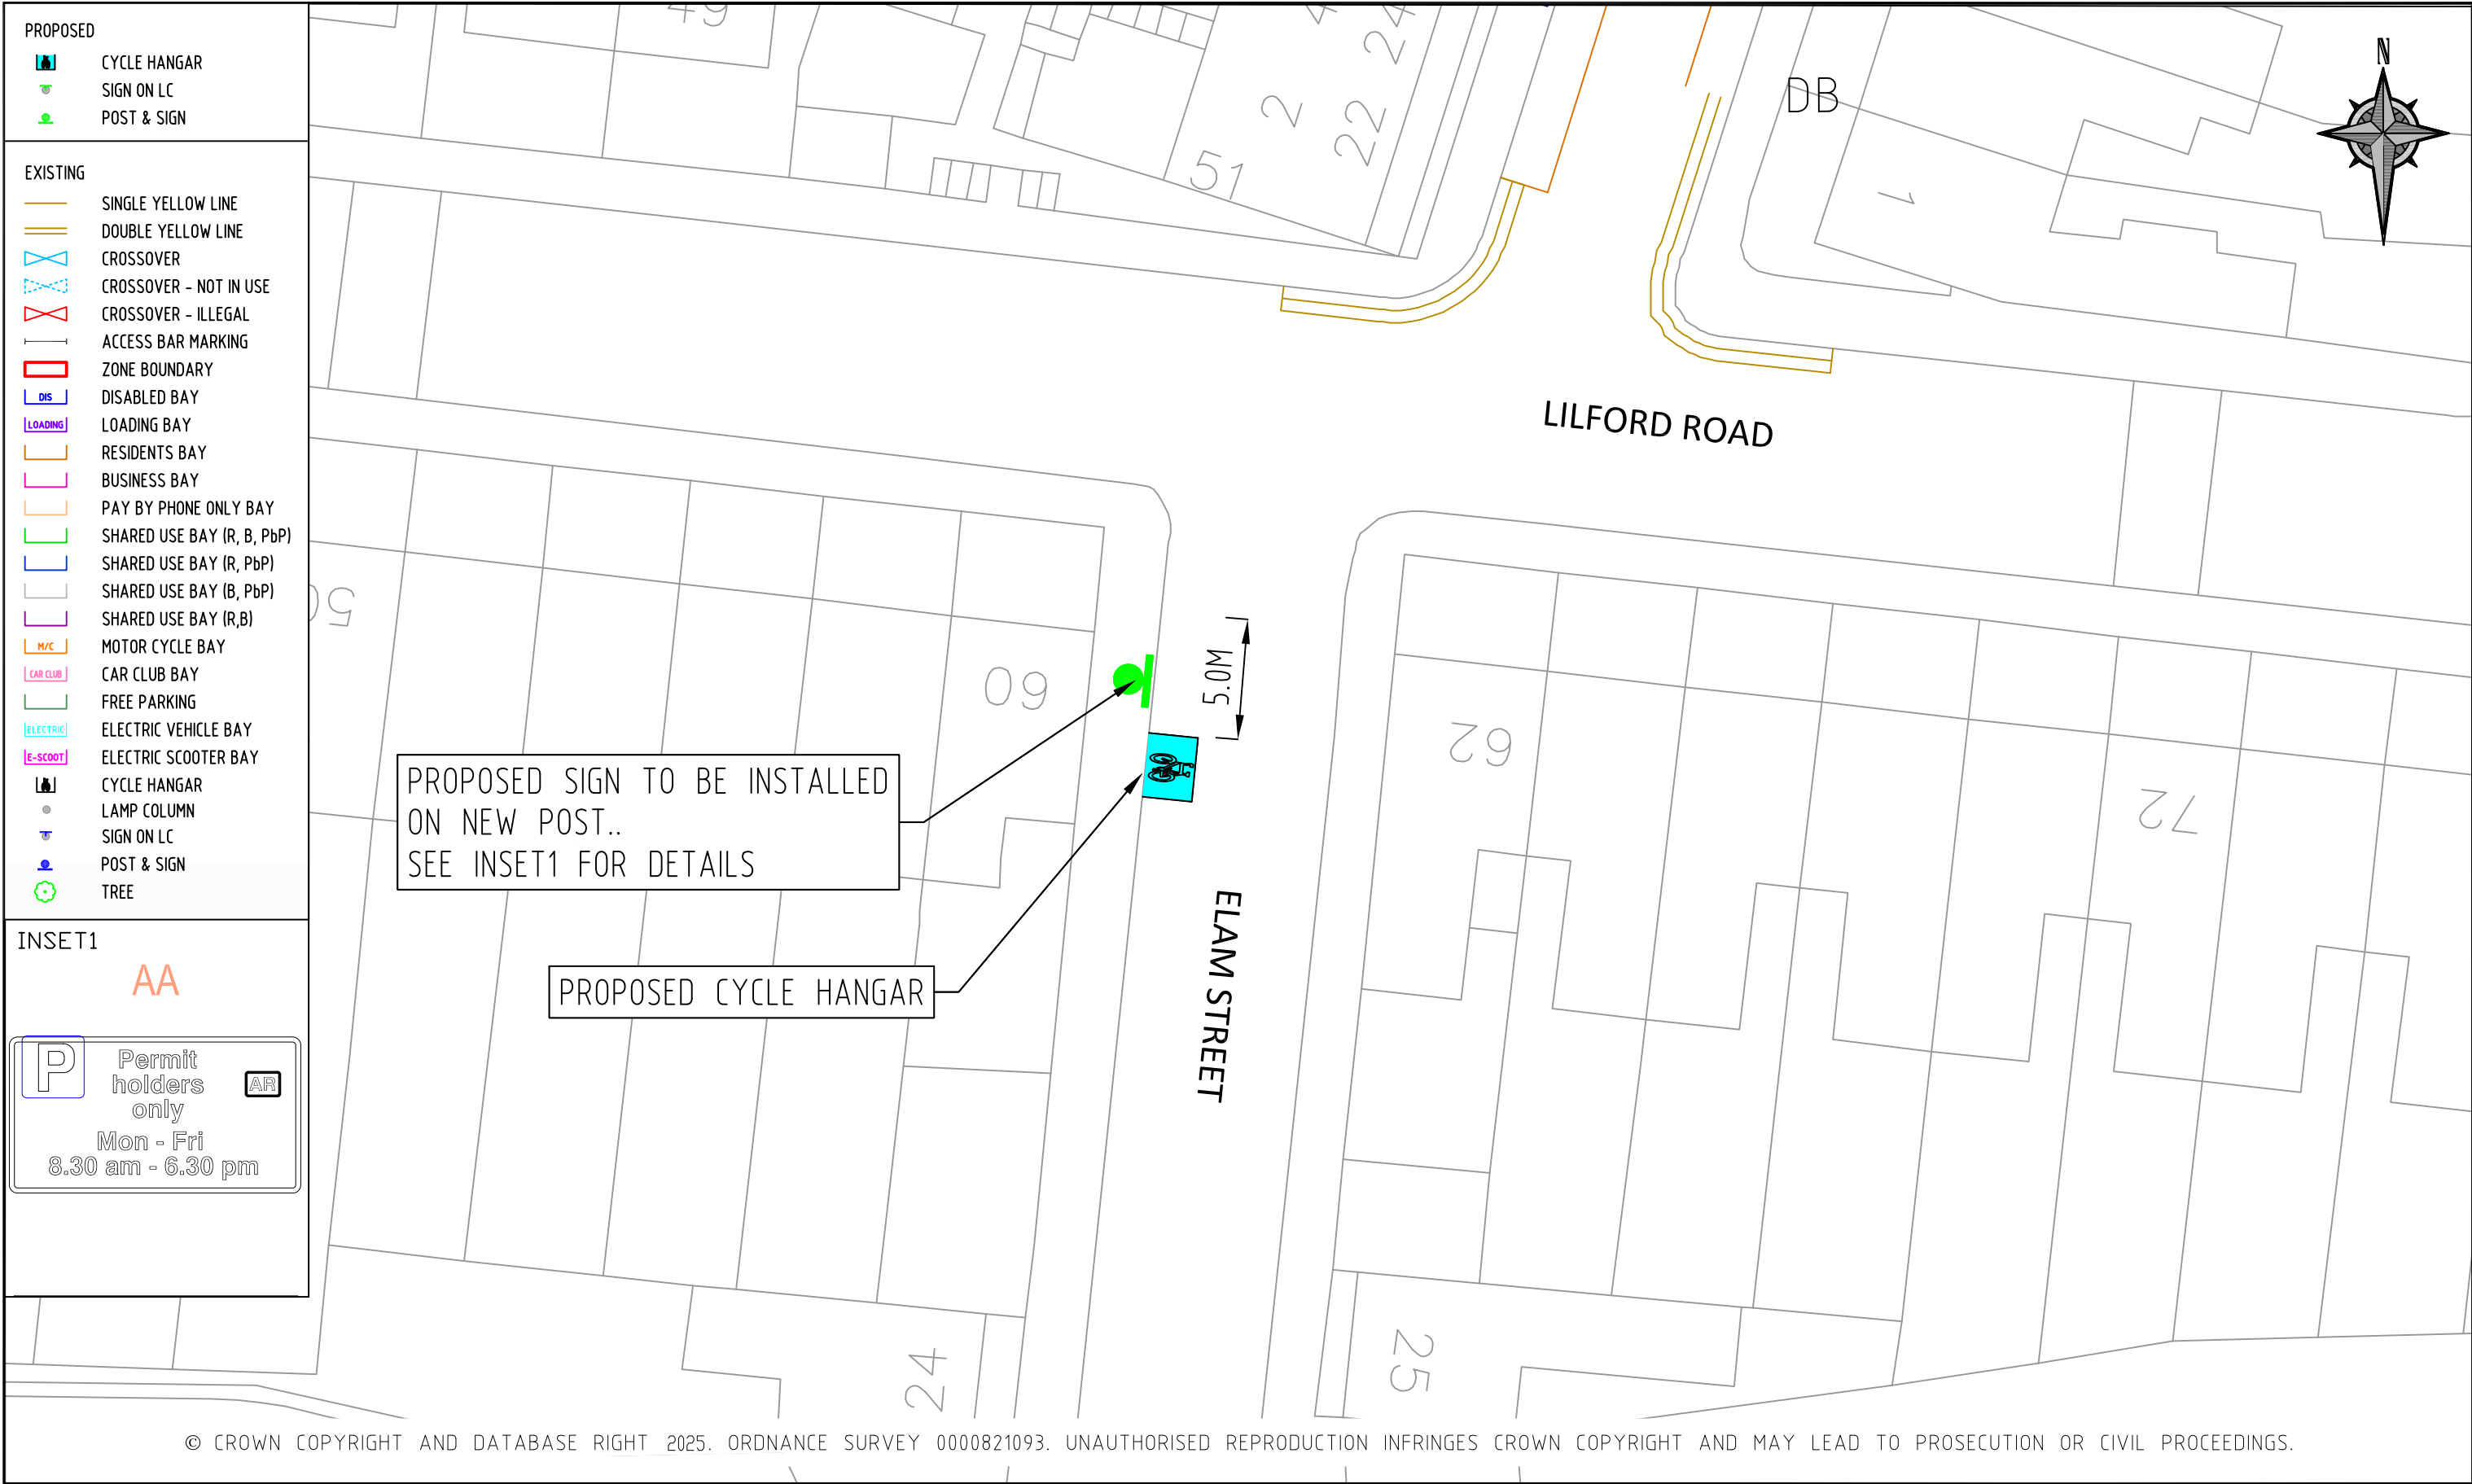 PROPOSED
CYCLE HANGAR
SIGN ON LC
POST & SIGN
EXISTING
SINGLE YELLOW LINE
DOUBLE YELLOW LINE
CROSSOVER
CROSSOVER - NOT IN USE
CROSSOVER - ILLEGAL
ACCESS BAR MARKING
ZONE BOUNDARY
DIS DISABLED BAY
LOADING LOADING BAY
RESIDENTS BAY
BUSINESS BAY
PAY BY PHONE ONLY BAY
SHARED USE BAY (R, B, PbP)
SHARED USE BAY (R, PbP)
SHARED USE BAY (B, PbP)
SHARED USE BAY (R,B)
M/C MOTOR CYCLE BAY
CAR CLUB CAR CLUB BAY
FREE PARKING
ELECTRIC ELECTRIC VEHICLE BAY
E-SCOOT ELECTRIC SCOOTER BAY
CYCLE HANGAR
LAMP COLUMN
SIGN ON LC
POST & SIGN
TREE
INSET1
AA
P
Permit
holders
only
AR
Mon - Fri
8.30 am - 6.30 pm
49
2
4
22
24
51
DB
1
N
LILFORD ROAD
50
60
5.0M
62
72
PROPOSED SIGN TO BE INSTALLED
ON NEW POST..
SEE INSET1 FOR DETAILS
PROPOSED CYCLE HANGAR
ELAM STREET
24
25
© CROWN COPYRIGHT AND DATABASE RIGHT 2025. ORDNANCE SURVEY 0000821093. UNAUTHORISED REPRODUCTION INFRINGES CROWN COPYRIGHT AND MAY LEAD TO PROSECUTION OR CIVIL PROCEEDINGS.